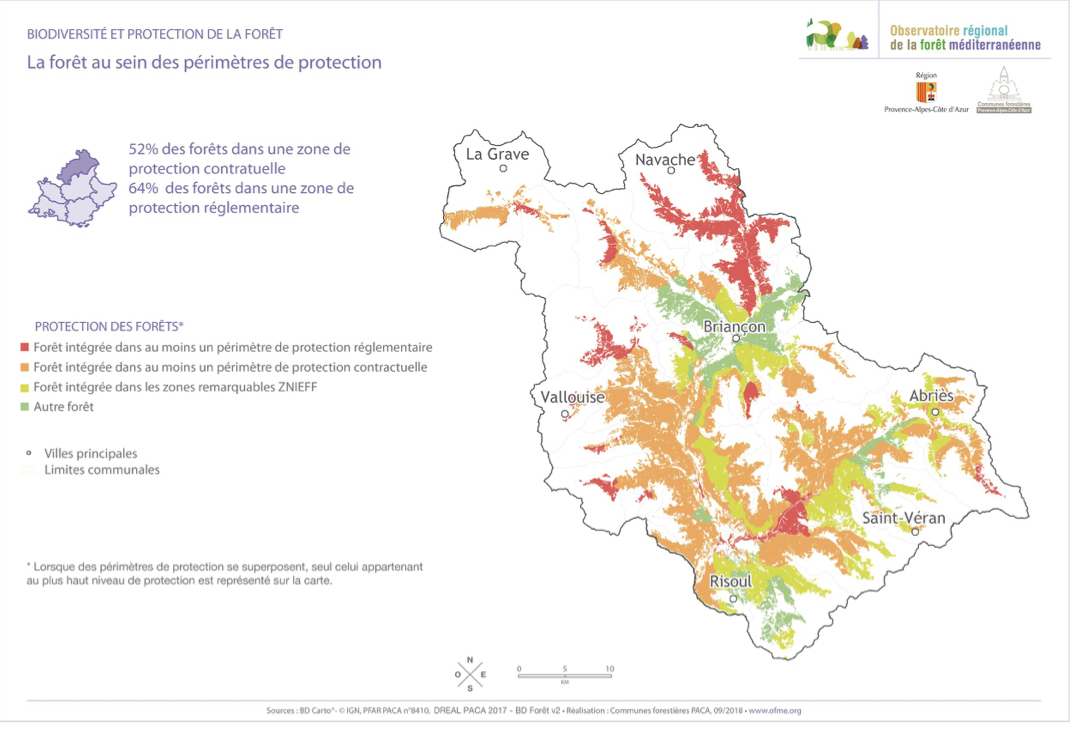 BIODIVERSITÉ ET PROTECTION DE LA FORÊT
La forêt au sein des périmètres de protection
Observatoire régional
de la forêt méditerranéenne
Région
Provence-Alpes-Côte d'Azur
Communes forestières
Provence-Alpes-Côte d'Azur
52% des forêts dans une zone de
protection contratuelle
64% des forêts dans une zone de
protection réglementaire
PROTECTION DES FORÊTS*
Forêt intégrée dans au moins un périmètre de protection réglementaire
Forêt intégrée dans au moins un périmètre de protection contractuelle
Forêt intégrée dans les zones remarquables ZNIEFF
Autre forêt
Villes principales
Limites communales
* Lorsque des périmètres de protection se superposent, seul celui appartenant
au plus haut niveau de protection est représenté sur la carte.
La Grave
Navache
Briançon
Vallouise
Abriès
Saint-Véran
Risoul
N
O E
S
0 5 10
KM
Sources : BD Carto®- © IGN, PFAR PACA n°8410, DREAL PACA 2017 - BD Forêt v2 • Réalisation : Communes forestières PACA, 09/2018 • www.ofme.org